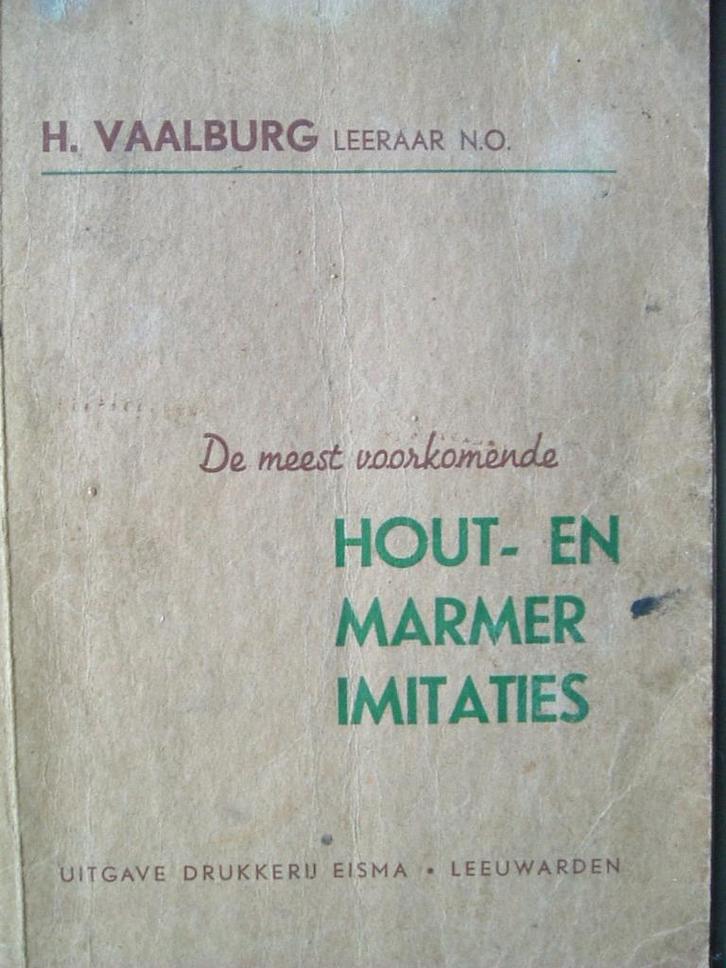 H. VAALBURG LEERAAR N.O.
De meest voorkomende
HOUT- EN
MARMER
IMITATIES
UITGAVE DRUKKERIJ EISMA • LEEUWARDEN